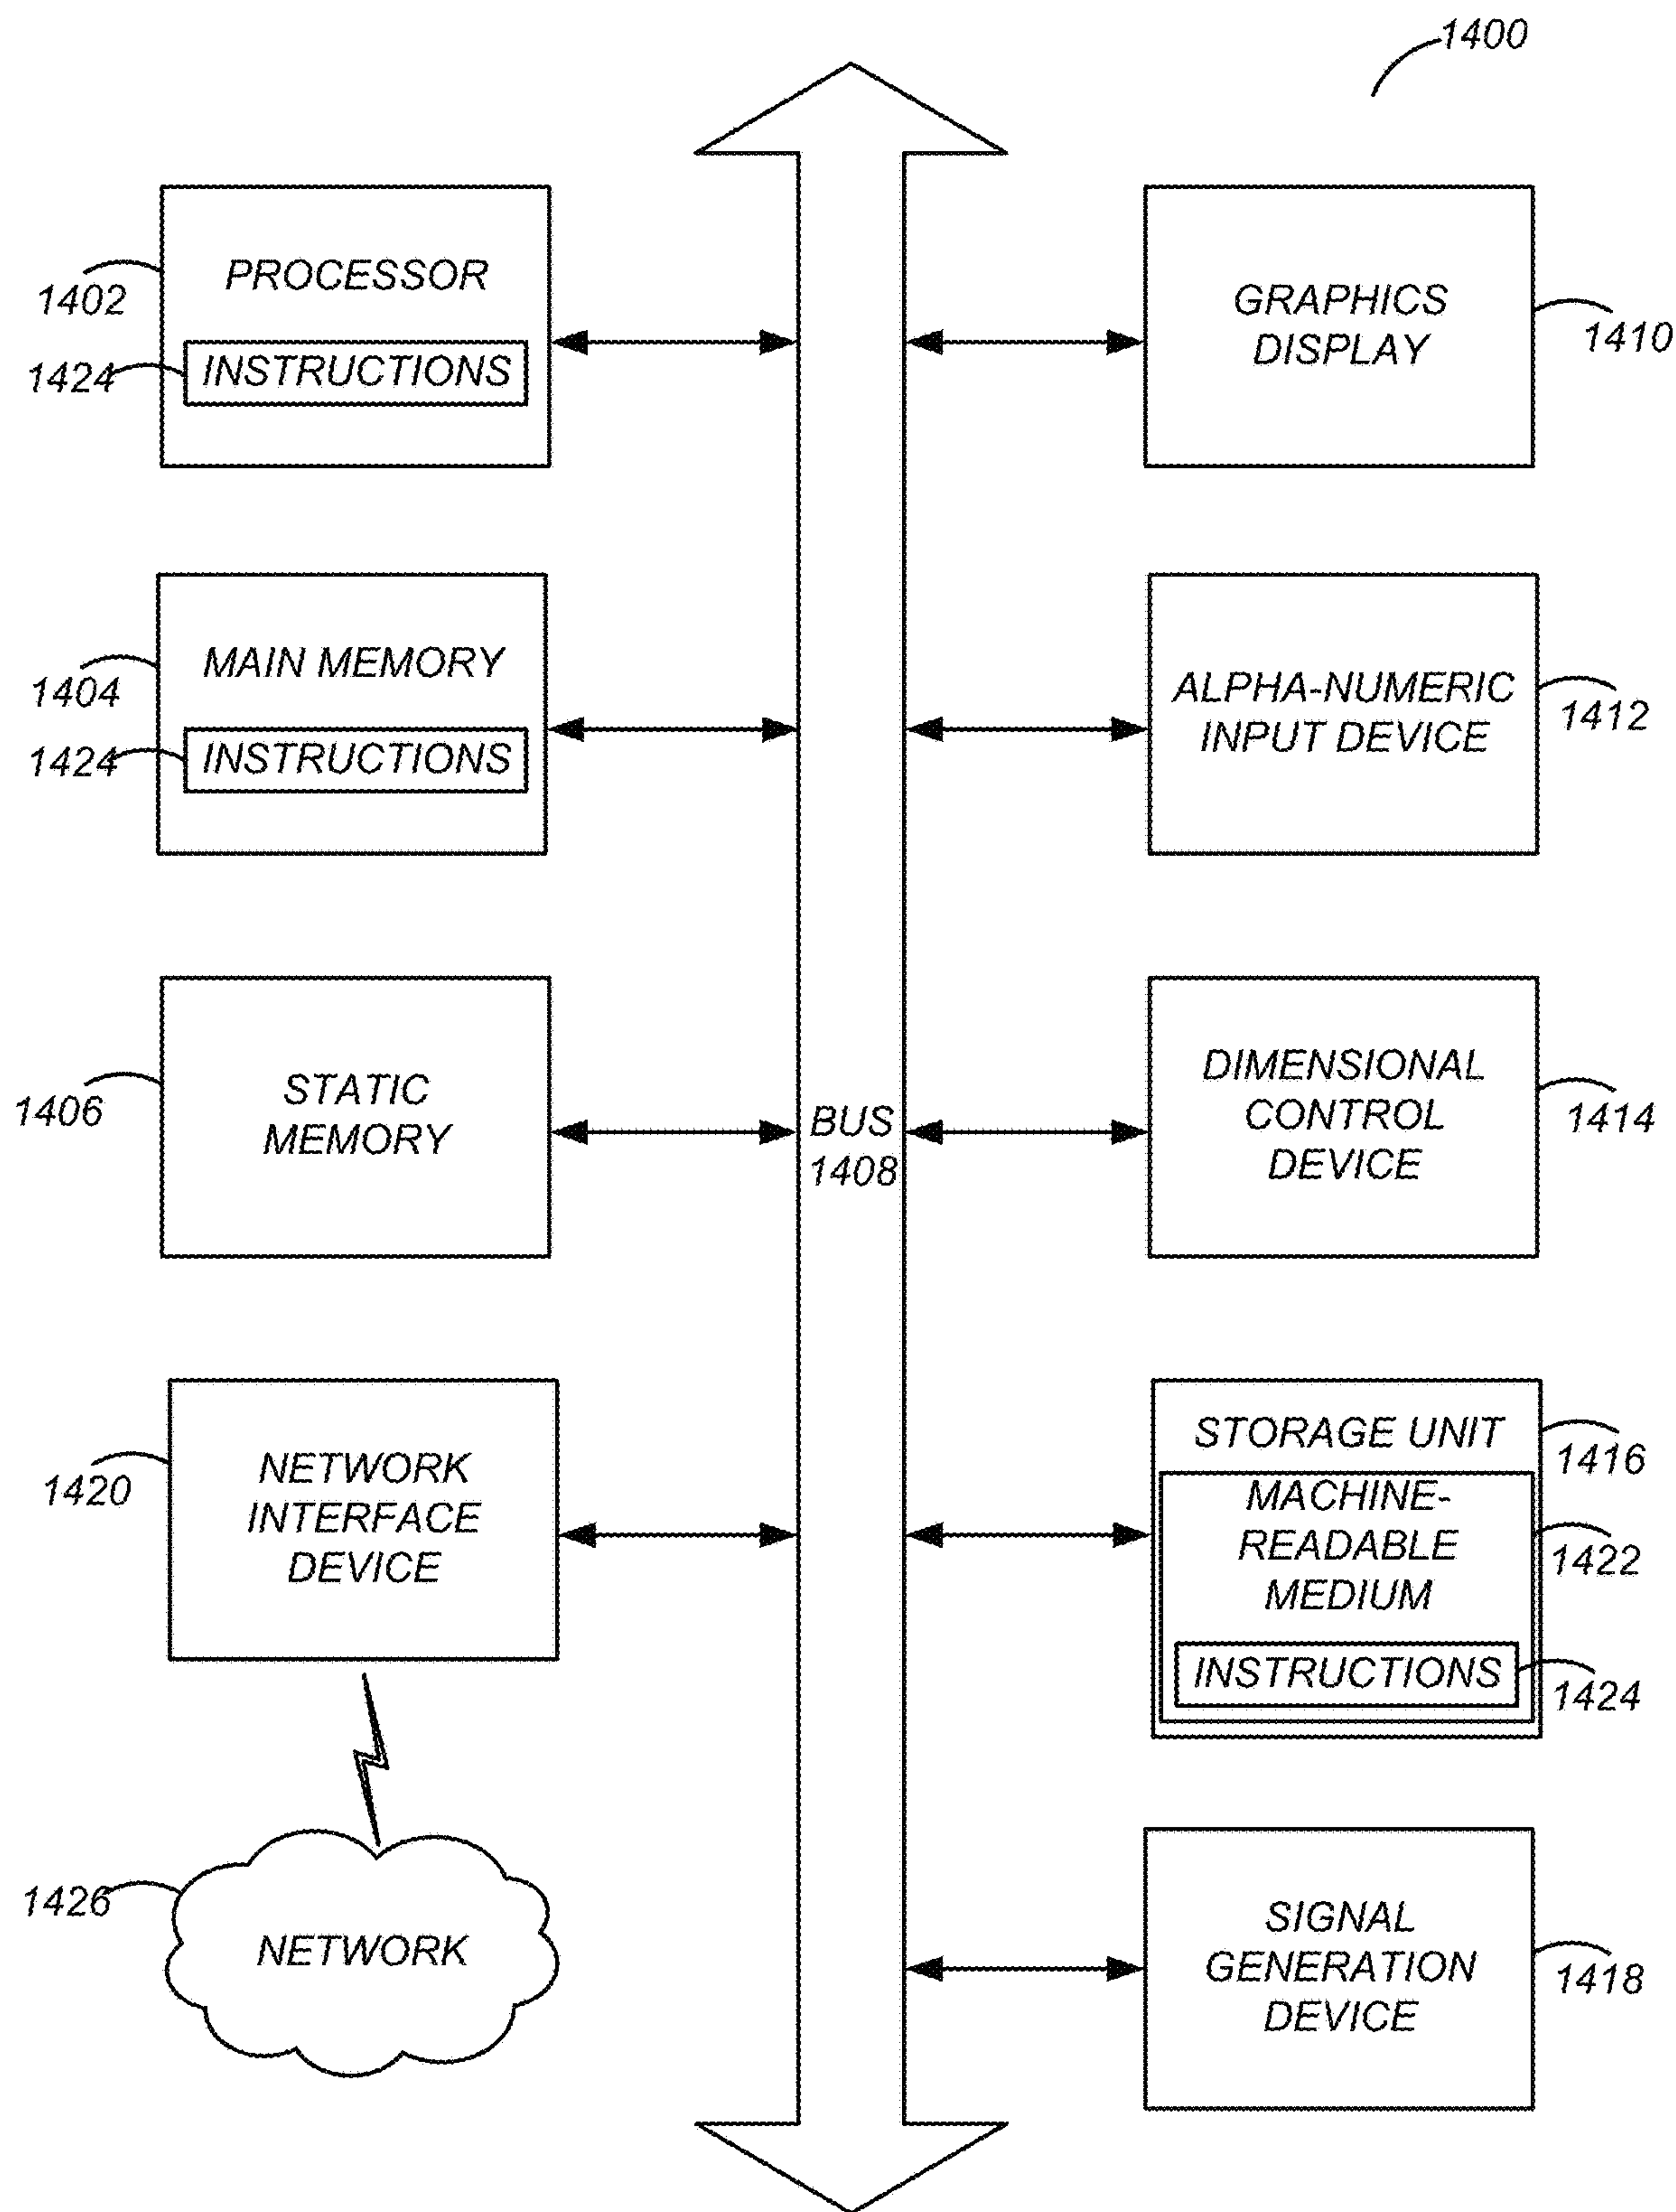 1400
PROCESSOR
1402
1424
INSTRUCTIONS
MAIN MEMORY
1404
1424
INSTRUCTIONS
STATIC
MEMORY
1406
NETWORK
INTERFACE
DEVICE
1420
1426
NETWORK
BUS
1408
GRAPHICS
DISPLAY
1410
ALPHA-NUMERIC
INPUT DEVICE
1412
DIMENSIONAL
CONTROL
DEVICE
1414
STORAGE UNIT
1416
MACHINE-
READABLE
MEDIUM
1422
INSTRUCTIONS
1424
SIGNAL
GENERATION
DEVICE
1418